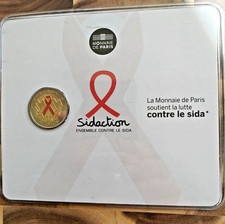 MONNAIE
DE PARIS
Sidaction
ENSEMBLE CONTRE LE SIDA
La Monnaie de Paris
soutient la lutte
contre le sida*